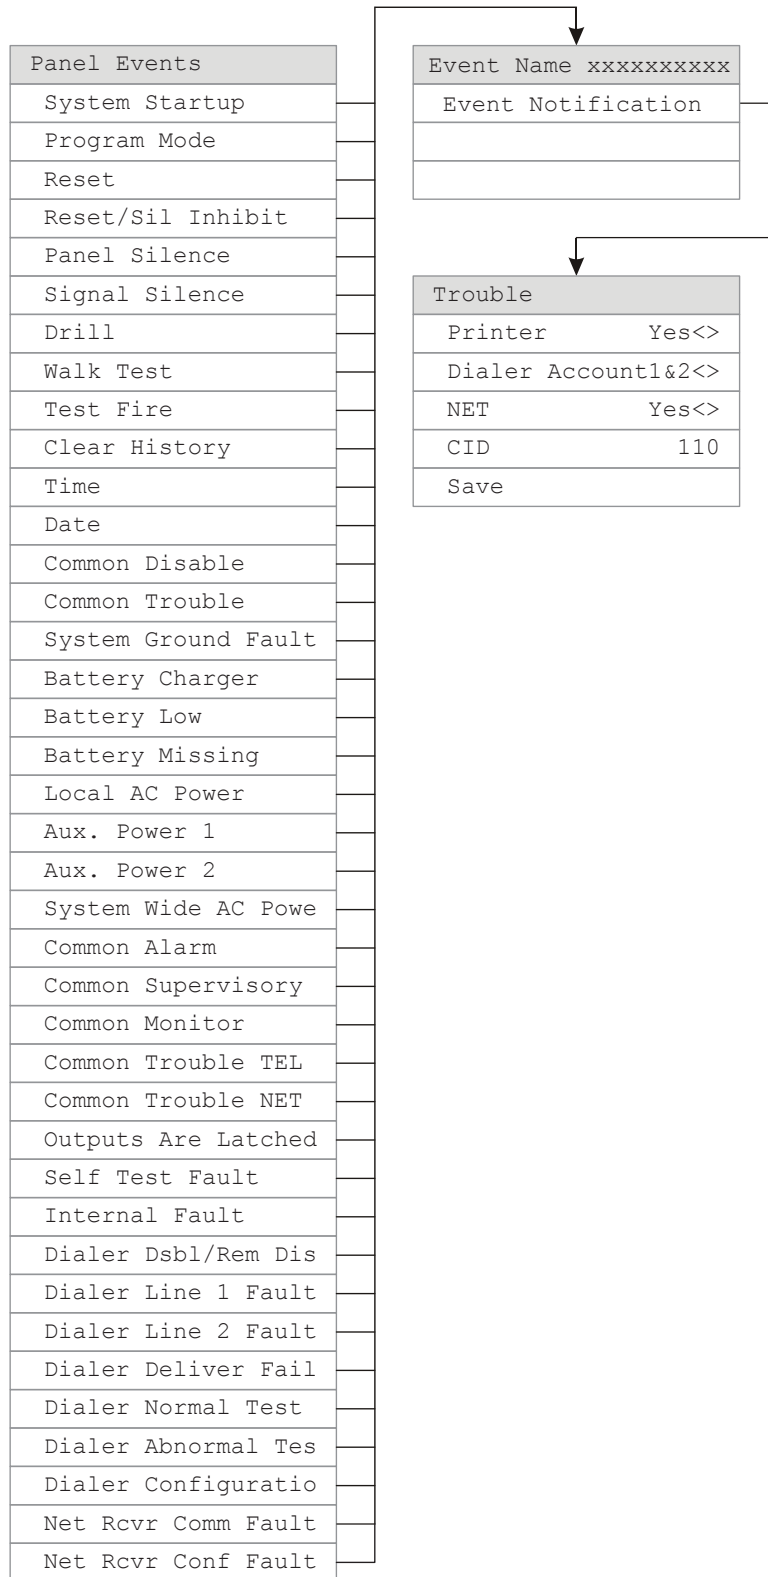 Panel Events
System Startup
Program Mode
Reset
Reset/Sil Inhibit
Panel Silence
Signal Silence
Drill
Walk Test
Test Fire
Clear History
Time
Date
Common Disable
Common Trouble
System Ground Fault
Battery Charger
Battery Low
Battery Missing
Local AC Power
Aux. Power 1
Aux. Power 2
System Wide AC Powe
Common Alarm
Common Supervisory
Common Monitor
Common Trouble TEL
Common Trouble NET
Outputs Are Latched
Self Test Fault
Internal Fault
Dialer Dsbl/Rem Dis
Dialer Line 1 Fault
Dialer Line 2 Fault
Dialer Deliver Fail
Dialer Normal Test
Dialer Abnormal Tes
Dialer Configuratio
Net Rcvr Comm Fault
Net Rcvr Conf Fault
Event Name xxxxxxxxxx
Event Notification
Trouble
Printer Yes<>
Dialer Account1&2<>
NET Yes<>
CID 110
Save